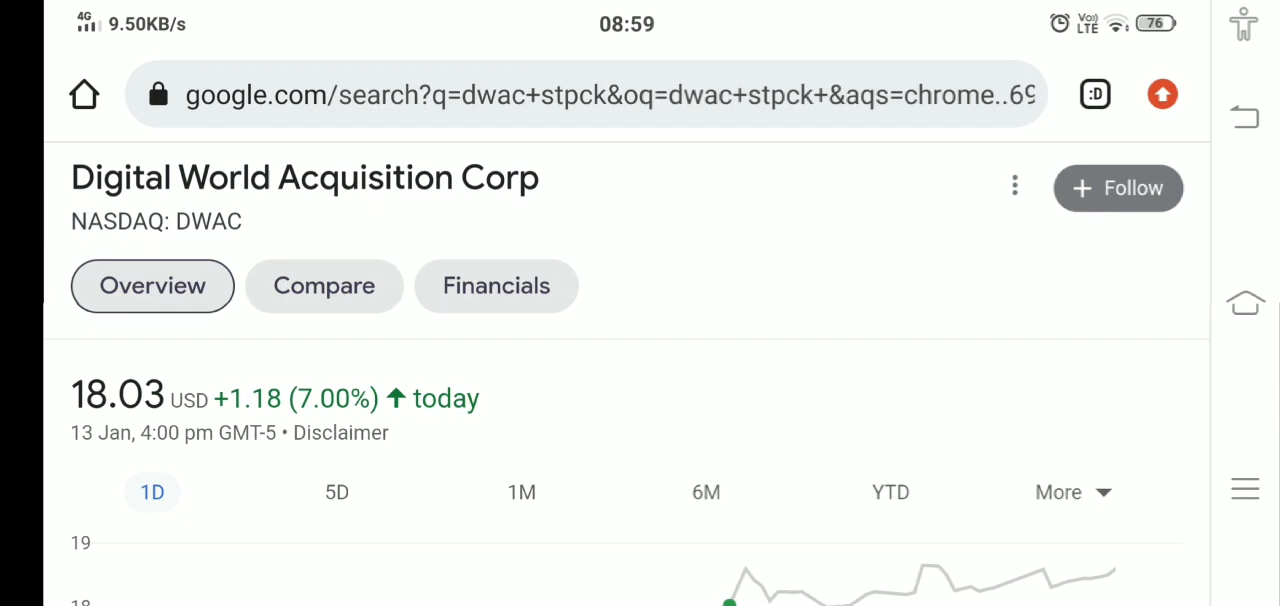 4G 9.50KB/s 08:59 Vo)) LTE 76
google.com/search?q=dwac+stpck&oq=dwac+stpck+&aqs=chrome..69 :D
Digital World Acquisition Corp
+ Follow
NASDAQ: DWAC
Overview Compare Financials
18.03 USD +1.18 (7.00%) ↑ today
13 Jan, 4:00 pm GMT-5 • Disclaimer
1D 5D 1M 6M YTD More
19
18